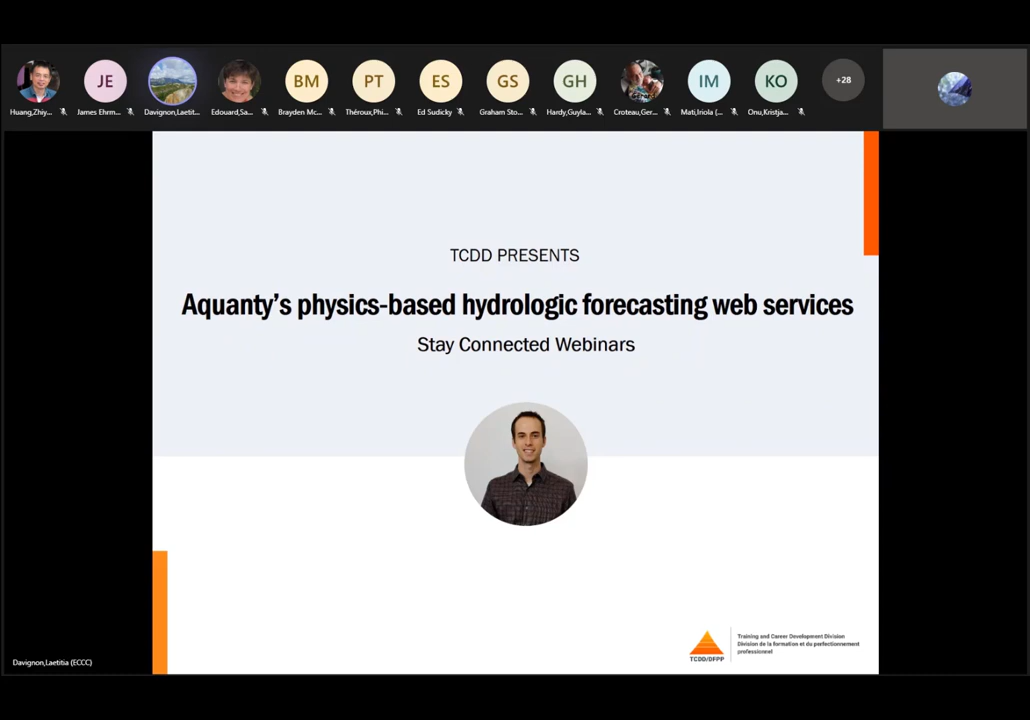 JE
BM
PT
ES
GS
GH
IM
KO
+28
Huang,Zhiy...
James Ehrm...
Davignon,Laetit...
Edouard,Sa...
Brayden Mc...
Théroux,Phi...
Ed Sudicky
Graham Sto...
Hardy,Guyla...
Croteau,Ger...
Mati,Iriola (...
Onu,Kristja...
TCDD PRESENTS
Aquanty's physics-based hydrologic forecasting web services
Stay Connected Webinars
TCDD/DFPP
Training and Career Development Division
Division de la formation et du perfectionnement
professionnel
Davignon,Laetitia (ECCC)